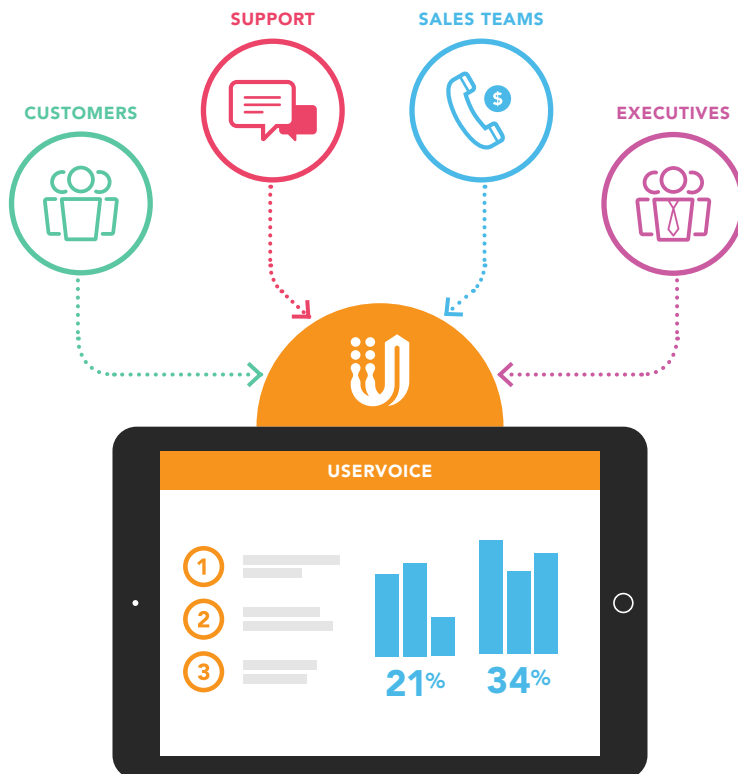 SUPPORT
SALES TEAMS
CUSTOMERS
EXECUTIVES
$
USERVOICE
1
2
3
21%
34%